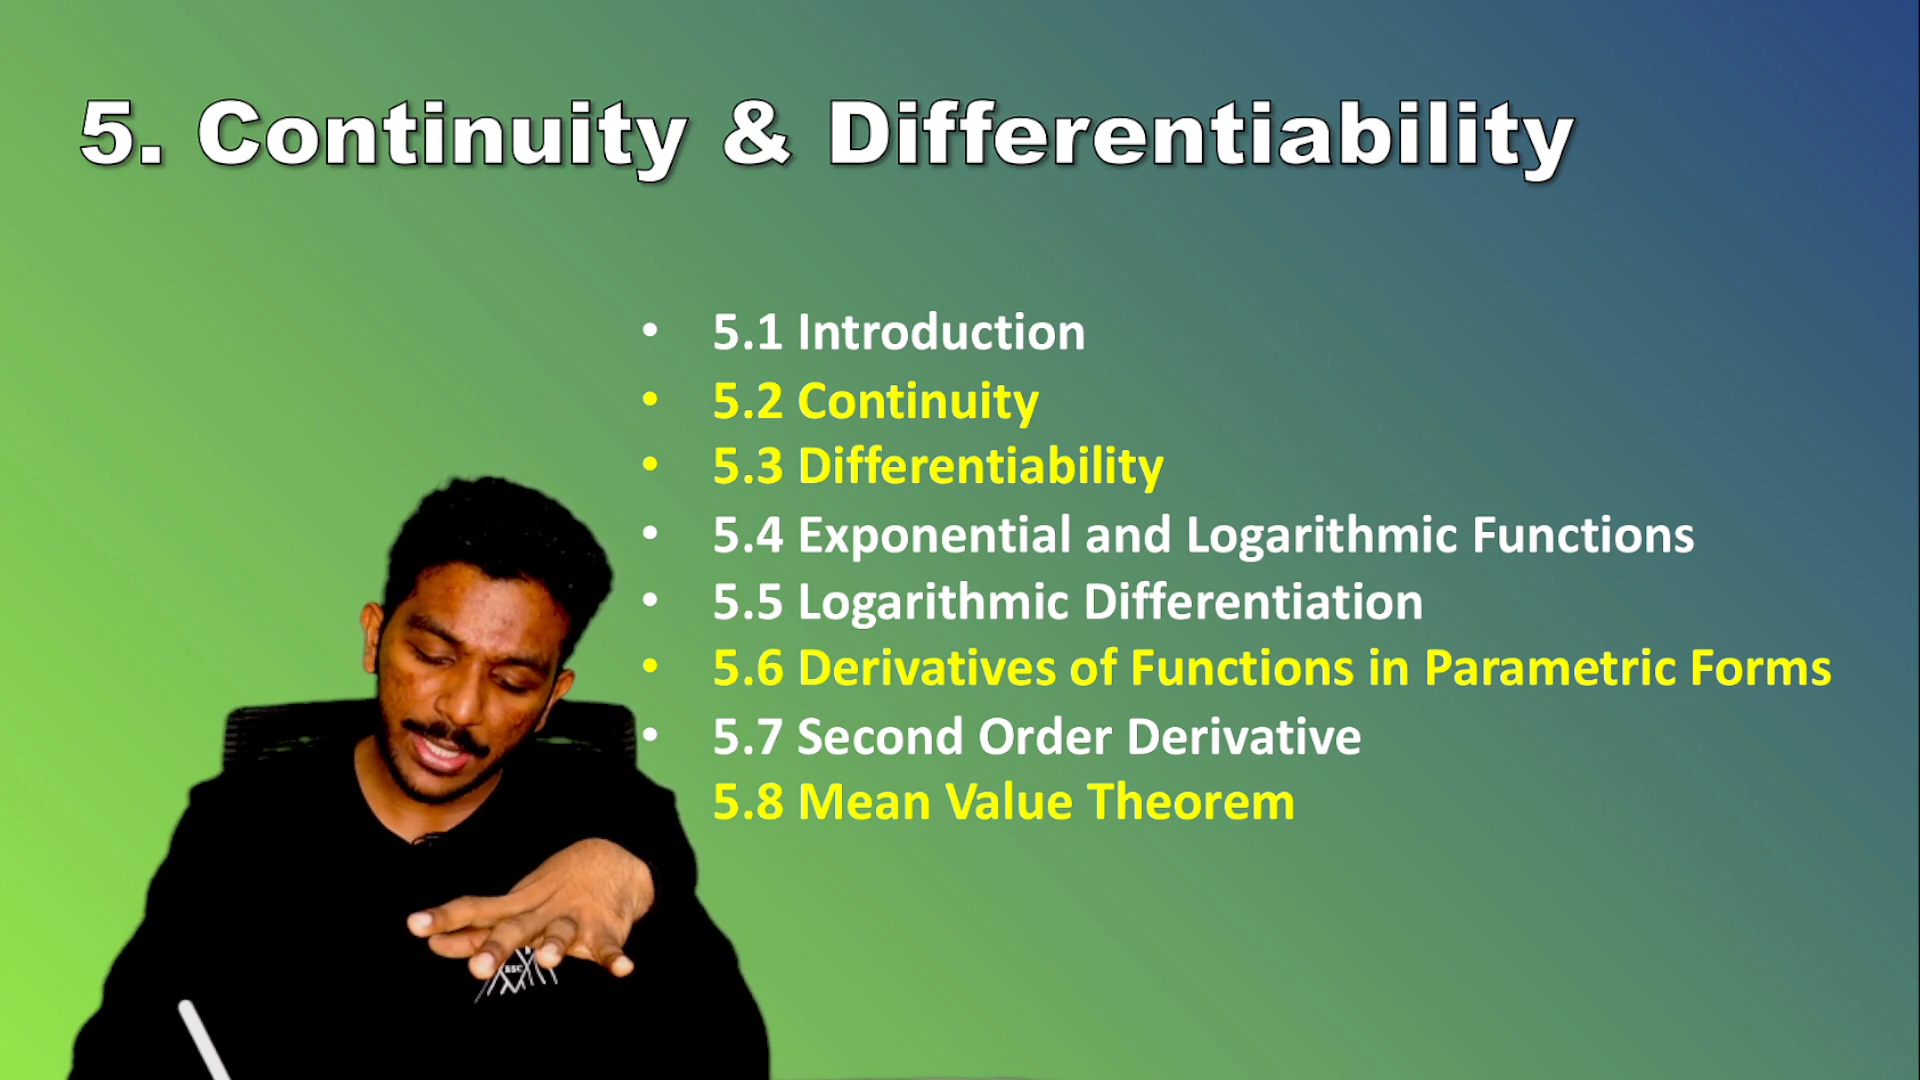 5. Continuity & Differentiability
• 5.1 Introduction
• 5.2 Continuity
• 5.3 Differentiability
• 5.4 Exponential and Logarithmic Functions
• 5.5 Logarithmic Differentiation
• 5.6 Derivatives of Functions in Parametric Forms
• 5.7 Second Order Derivative
5.8 Mean Value Theorem